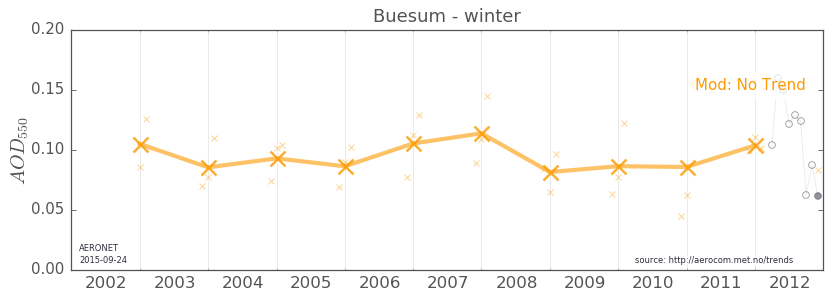 Buesum - winter
0.20
0.15
0.10
0.05
0.00
AOD550
Mod: No Trend
AERONET
2015-09-24
source: http://aerocom.met.no/trends
2002 2003 2004 2005 2006 2007 2008 2009 2010 2011 2012